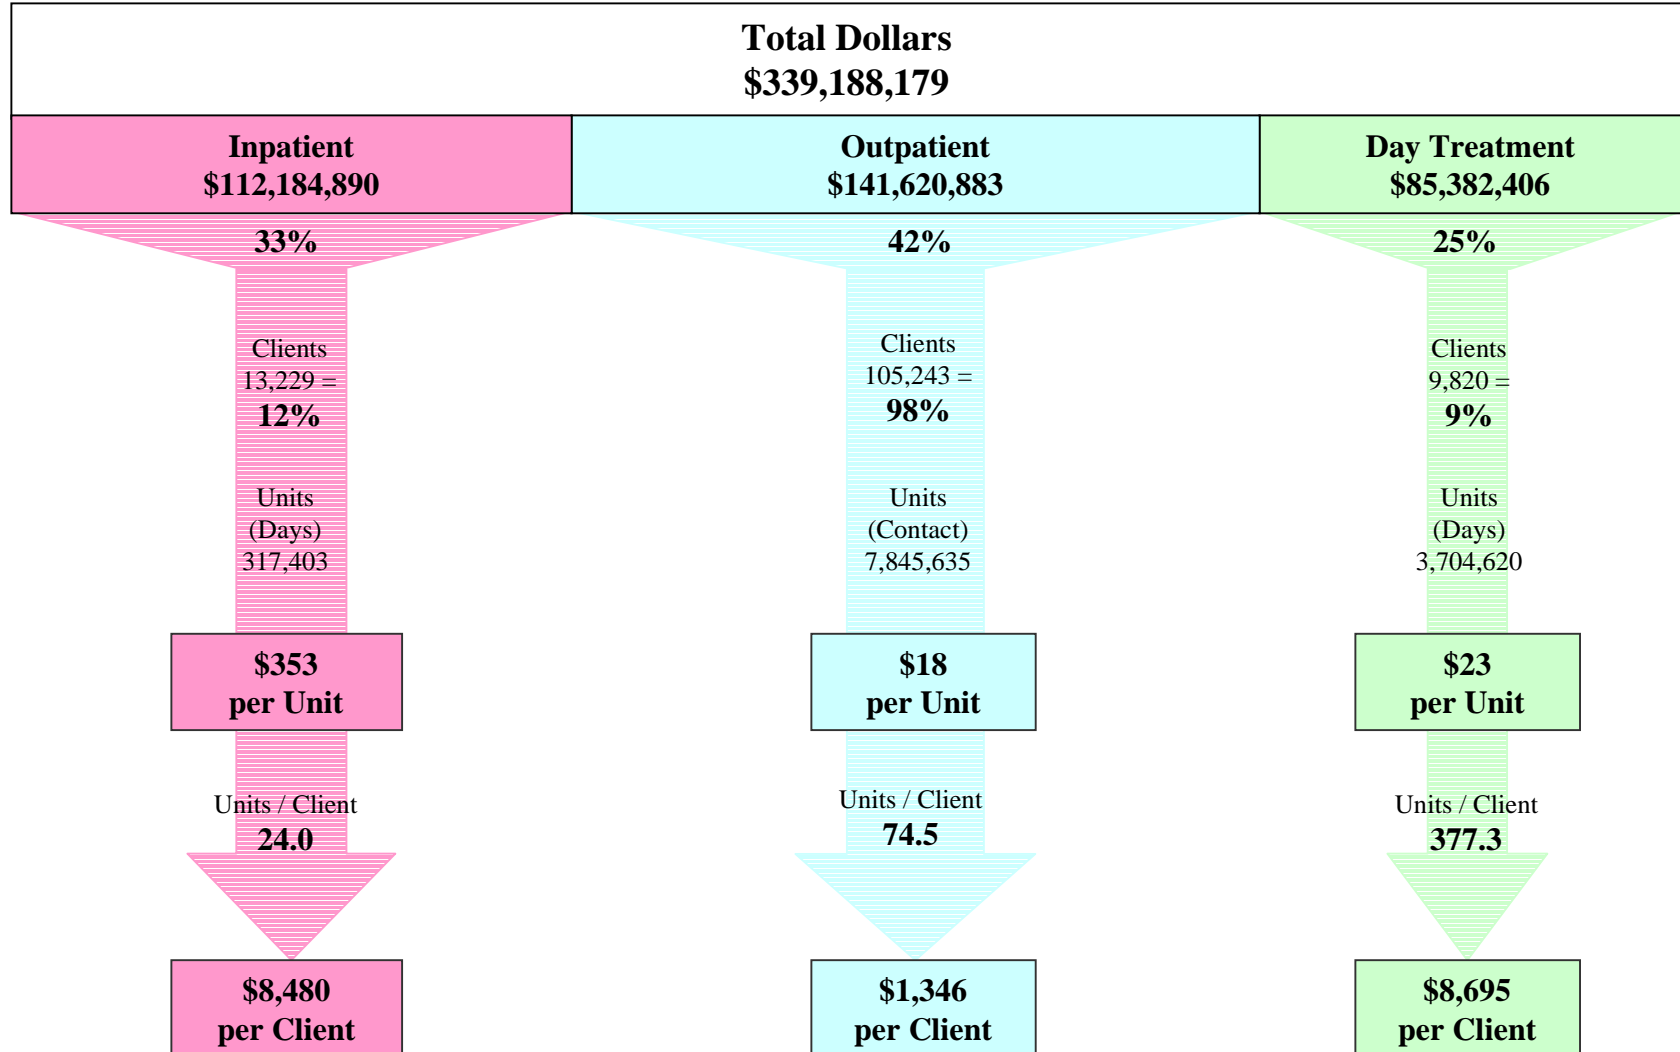 Total Dollars
$339,188,179
Inpatient
$112,184,890
33%
Clients
13,229 =
12%
Units
(Days)
317,403
$353
per Unit
Units / Client
24.0
$8,480
per Client
Outpatient
$141,620,883
42%
Clients
105,243 =
98%
Units
(Contact)
7,845,635
$18
per Unit
Units / Client
74.5
$1,346
per Client
Day Treatment
$85,382,406
25%
Clients
9,820 =
9%
Units
(Days)
3,704,620
$23
per Unit
Units / Client
377.3
$8,695
per Client